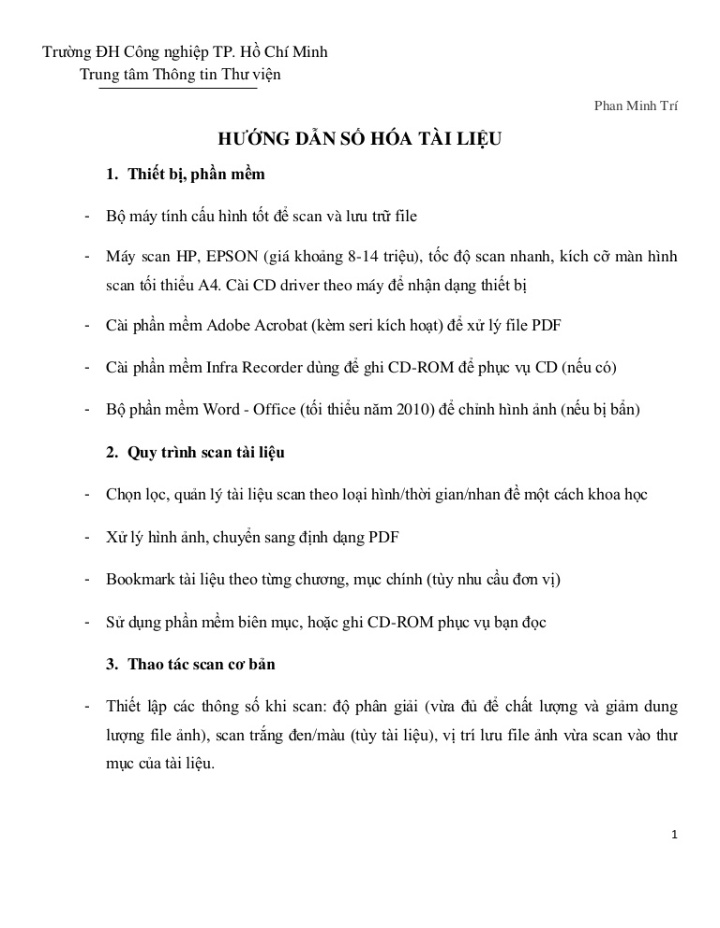 Trường ĐH Công nghiệp TP. Hồ Chí Minh
Trung tâm Thông tin Thư viện
Phan Minh Trí
HƯỚNG DẪN SỐ HÓA TÀI LIỆU
1. Thiết bị, phần mềm
- Bộ máy tính cấu hình tốt để scan và lưu trữ file
- Máy scan HP, EPSON (giá khoảng 8-14 triệu), tốc độ scan nhanh, kích cỡ màn hình
scan tối thiểu A4. Cài CD driver theo máy để nhận dạng thiết bị
- Cài phần mềm Adobe Acrobat (kèm seri kích hoạt) để xử lý file PDF
- Cài phần mềm Infra Recorder dùng để ghi CD-ROM để phục vụ CD (nếu có)
- Bộ phần mềm Word - Office (tối thiểu năm 2010) để chỉnh hình ảnh (nếu bị bẩn)
2. Quy trình scan tài liệu
- Chọn lọc, quản lý tài liệu scan theo loại hình/thời gian/nhan đề một cách khoa học
- Xử lý hình ảnh, chuyển sang định dạng PDF
- Bookmark tài liệu theo từng chương, mục chính (tùy nhu cầu đơn vị)
- Sử dụng phần mềm biên mục, hoặc ghi CD-ROM phục vụ bạn đọc
3. Thao tác scan cơ bản
- Thiết lập các thông số khi scan: độ phân giải (vừa đủ để chất lượng và giảm dung
lượng file ảnh), scan trắng đen/màu (tùy tài liệu), vị trí lưu file ảnh vừa scan vào thư
mục của tài liệu.
1